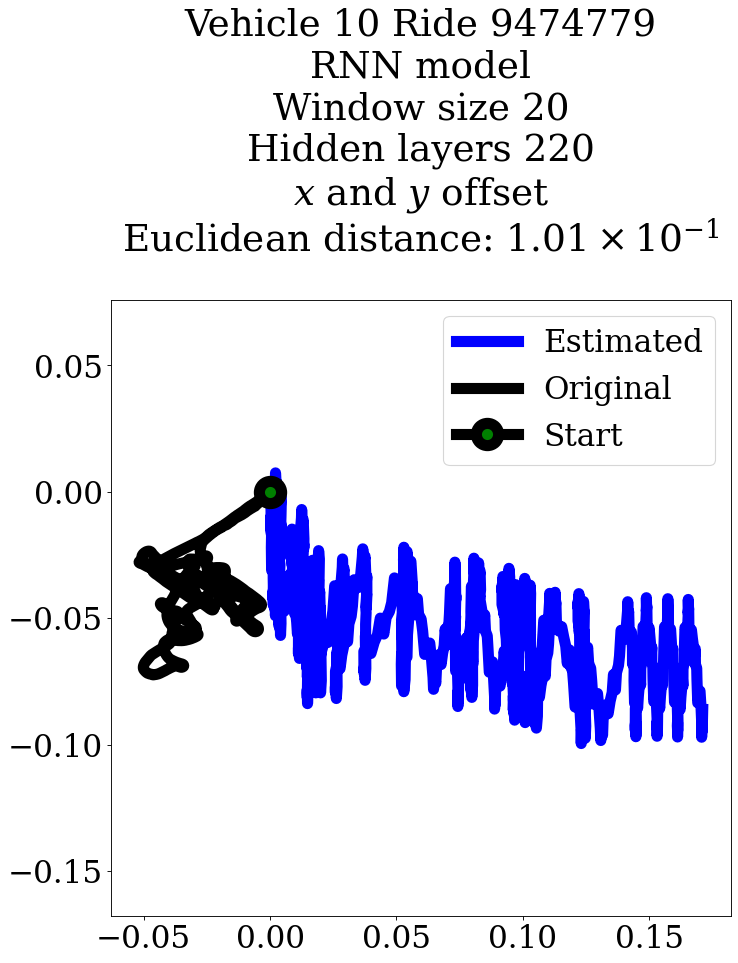 Vehicle 10 Ride 9474779
RNN model
Window size 20
Hidden layers 220
x and y offset
Euclidean distance: 1.01 × 10⁻¹
Estimated
Original
Start
0.05
0.00
−0.05
−0.10
−0.15
−0.05 0.00 0.05 0.10 0.15